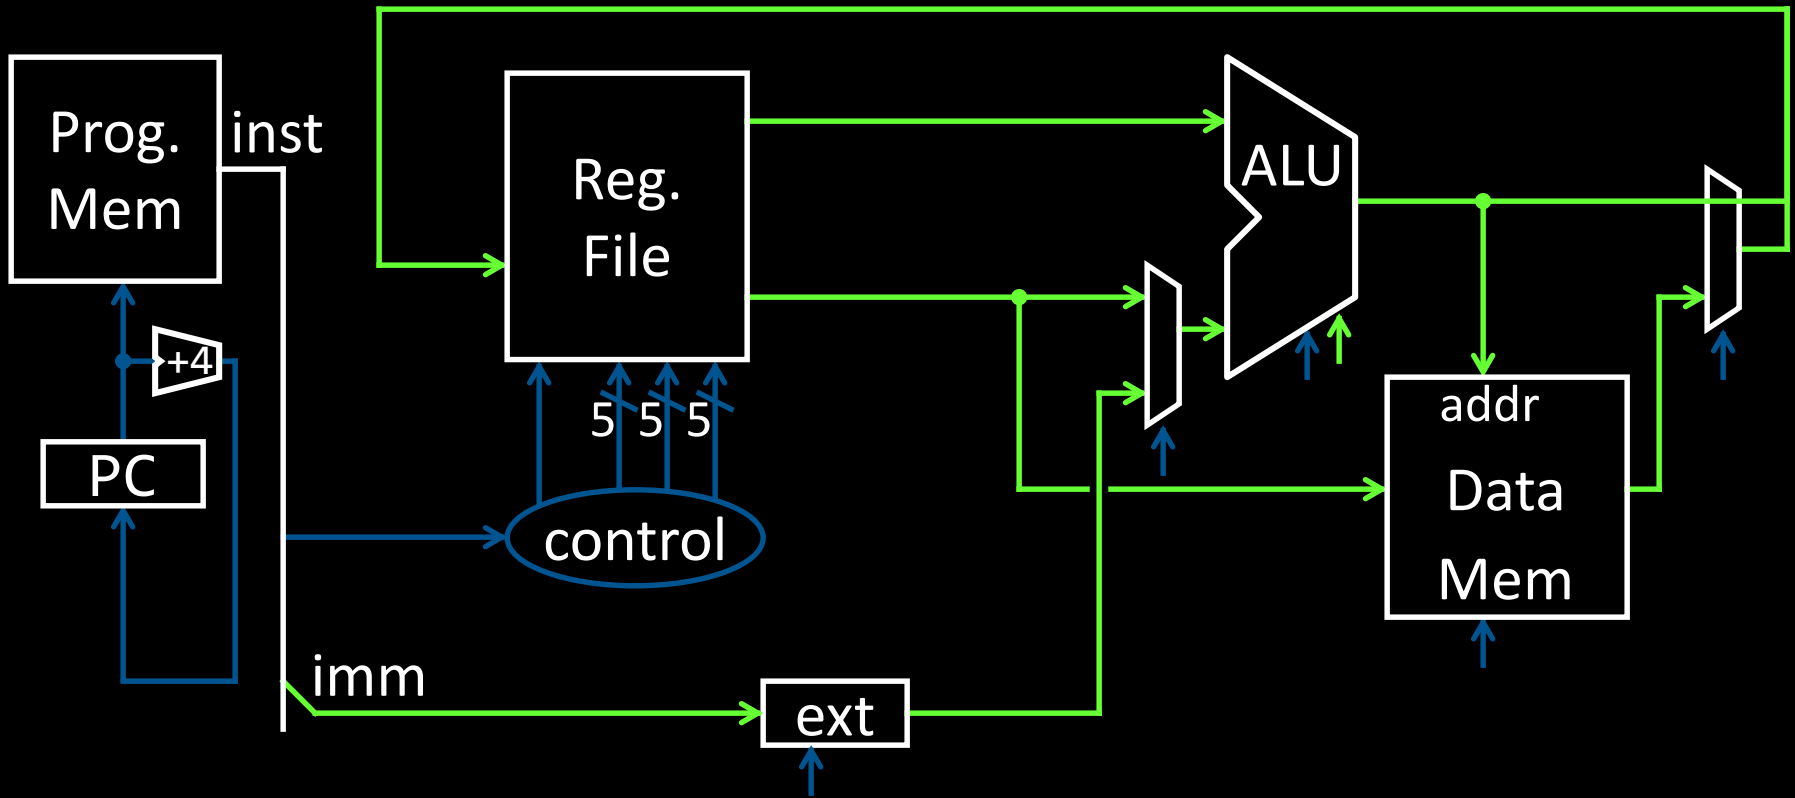 Prog.
Mem
inst
Reg.
File
ALU
+4
5 5 5
addr
PC
Data
control
Mem
imm
ext